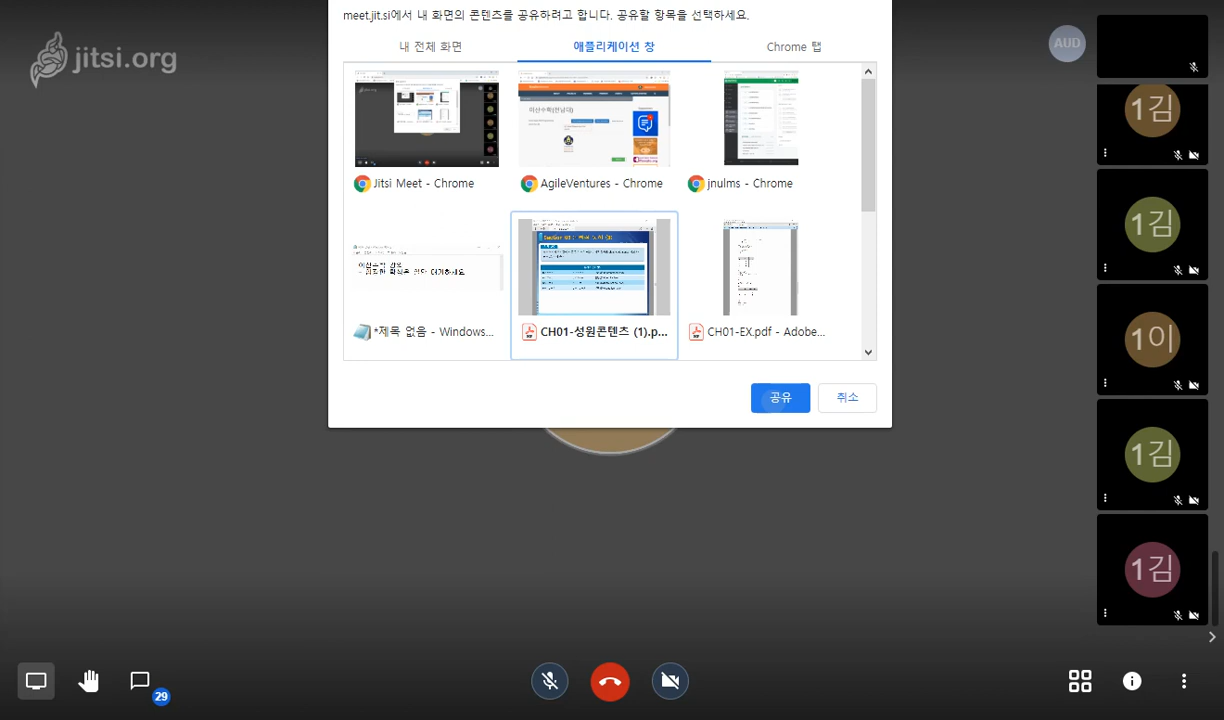 meet.jit.si에서 내 화면의 콘텐츠를 공유하려고 합니다. 공유할 항목을 선택하세요.
jitsi.org
내 전체 화면
애플리케이션 창
Chrome 탭
AUD
Jitsi Meet - Chrome
AgileVentures - Chrome
jnulms - Chrome
*제목 없음 - Windows...
CH01-성원콘텐츠 (1).p...
CH01-EX.pdf - Adobe...
공유
취소
1김
1김
1이
1김
1김
29